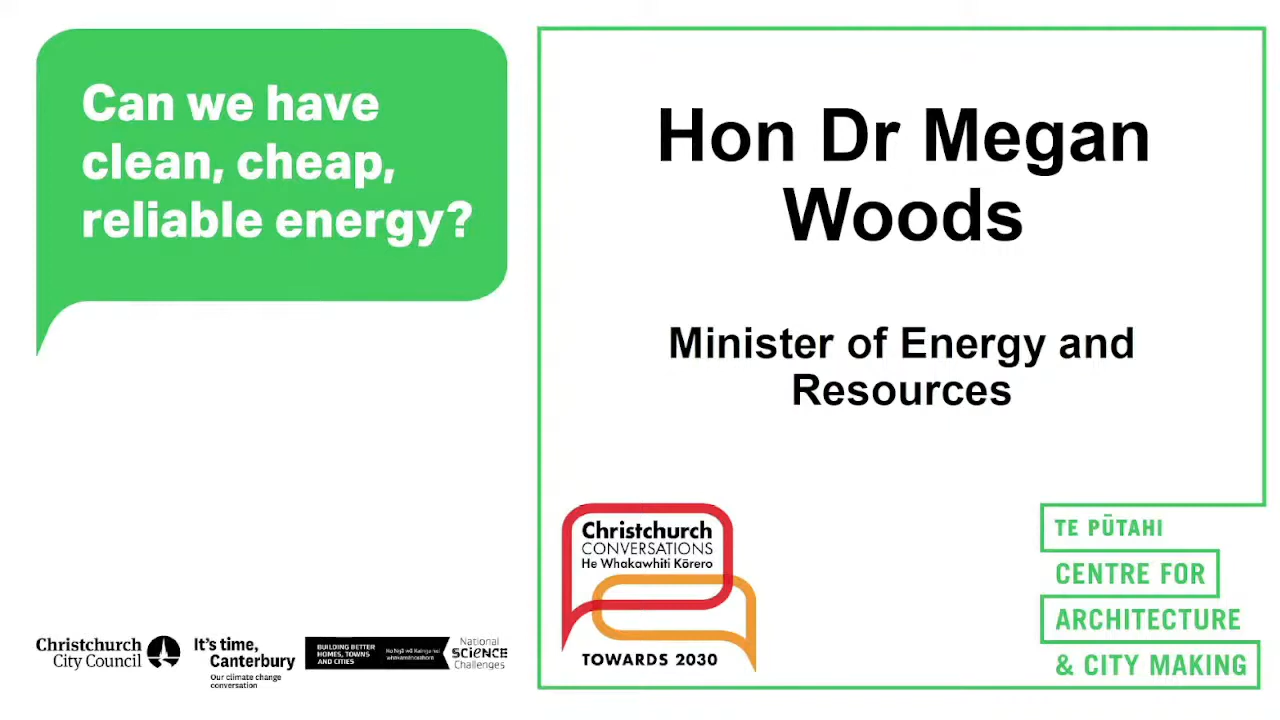 Can we have
clean, cheap,
reliable energy?
Hon Dr Megan
Woods
Minister of Energy and
Resources
Christchurch
CONVERSATIONS
He Whakawhiti Kōrero
TOWARDS 2030
TE PŪTAHI
CENTRE FOR
ARCHITECTURE
& CITY MAKING
Christchurch
City Council
It's time,
Canterbury
Our climate change
conversation
BUILDING BETTER
HOMES, TOWNS
AND CITIES
National
SCIENCE
Challenges